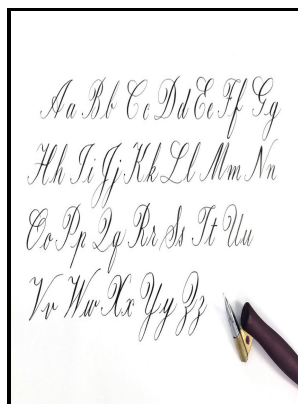 Aa Bb Cc Dd Ee Ff Gg
Hh Ii Jj Kk Ll Mm Nn
Oo Pp Qq Rr Ss Tt Uu
Vv Ww Xx Yy Zz